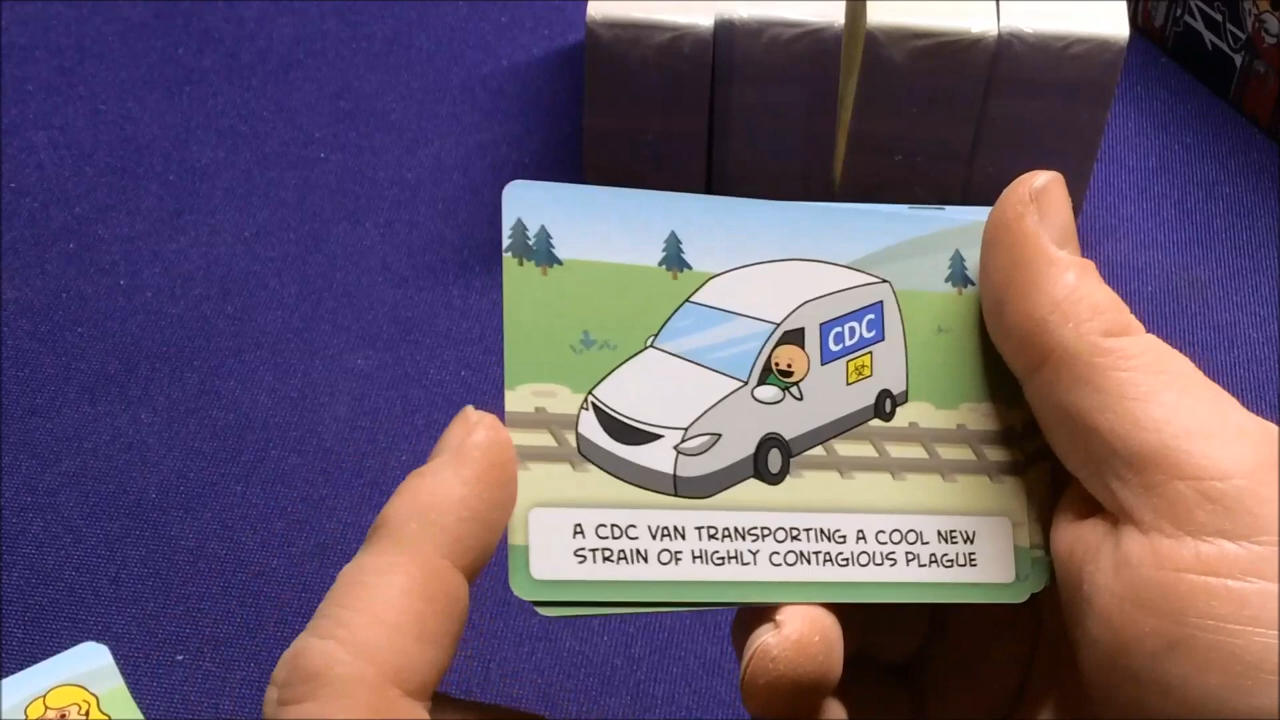 CDC
A CDC VAN TRANSPORTING A COOL NEW
STRAIN OF HIGHLY CONTAGIOUS PLAGUE